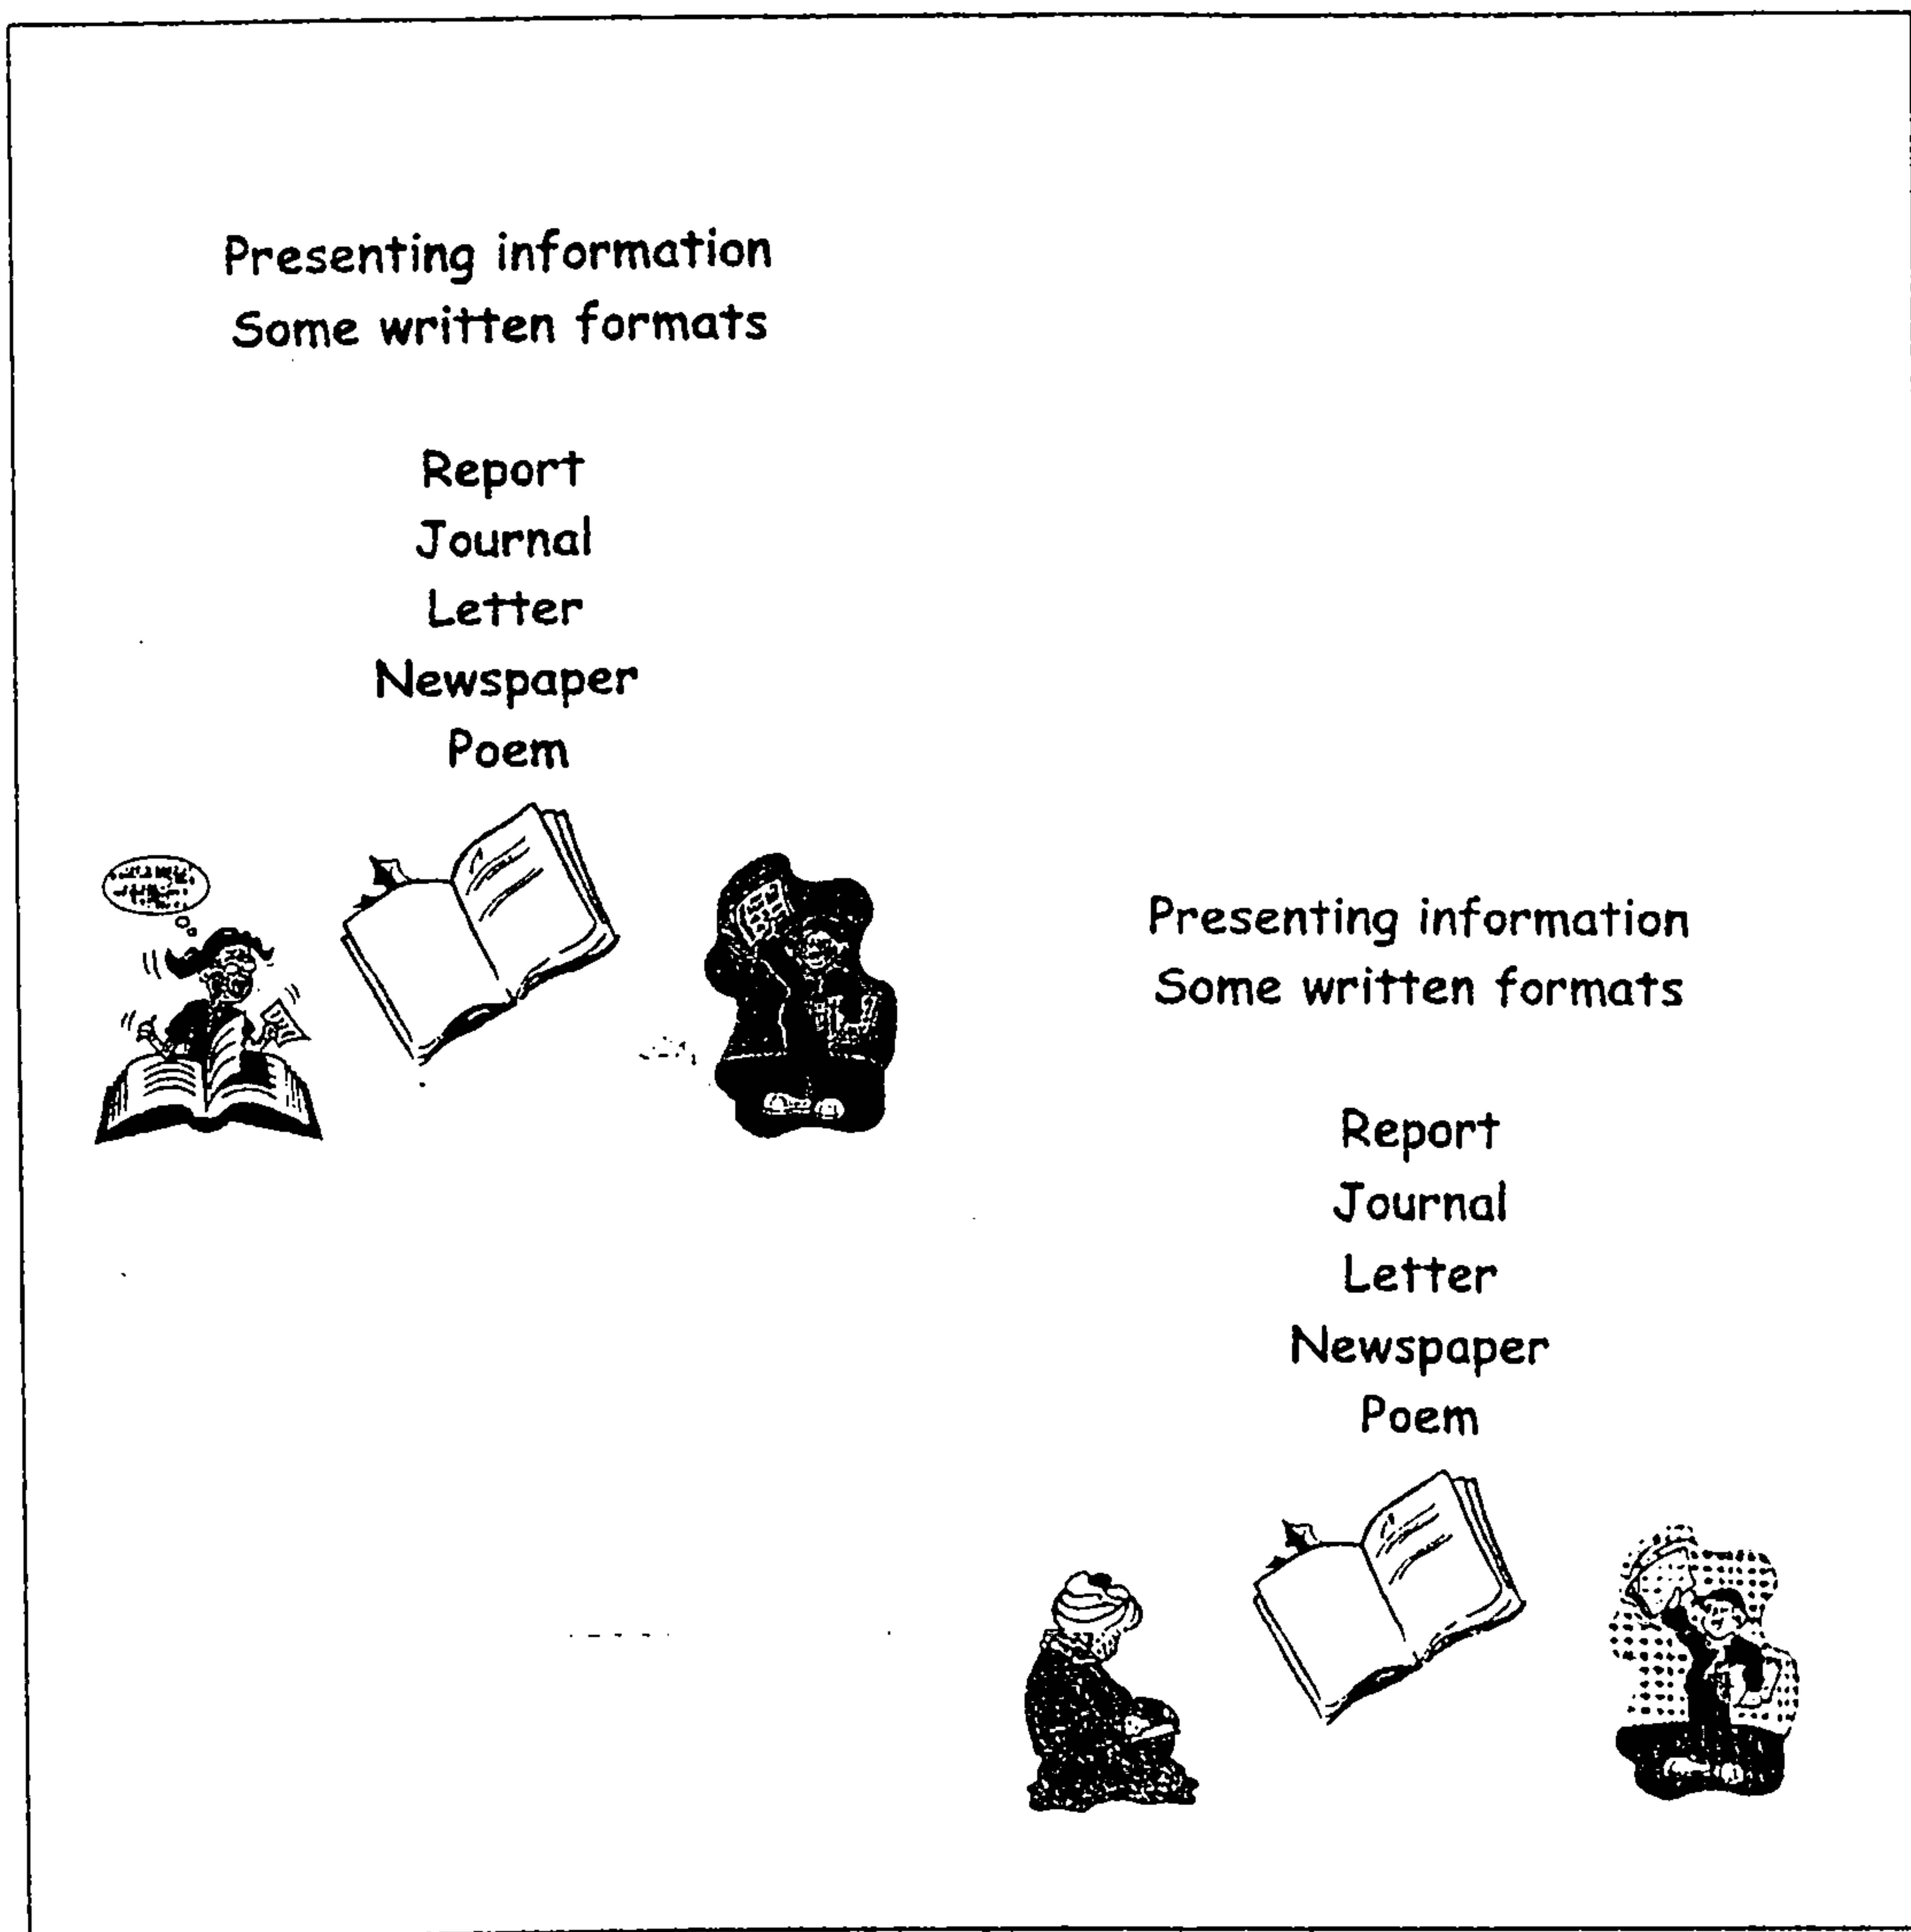 Presenting information
Some written formats
Report
Journal
Letter
Newspaper
Poem
Presenting information
Some written formats
Report
Journal
Letter
Newspaper
Poem